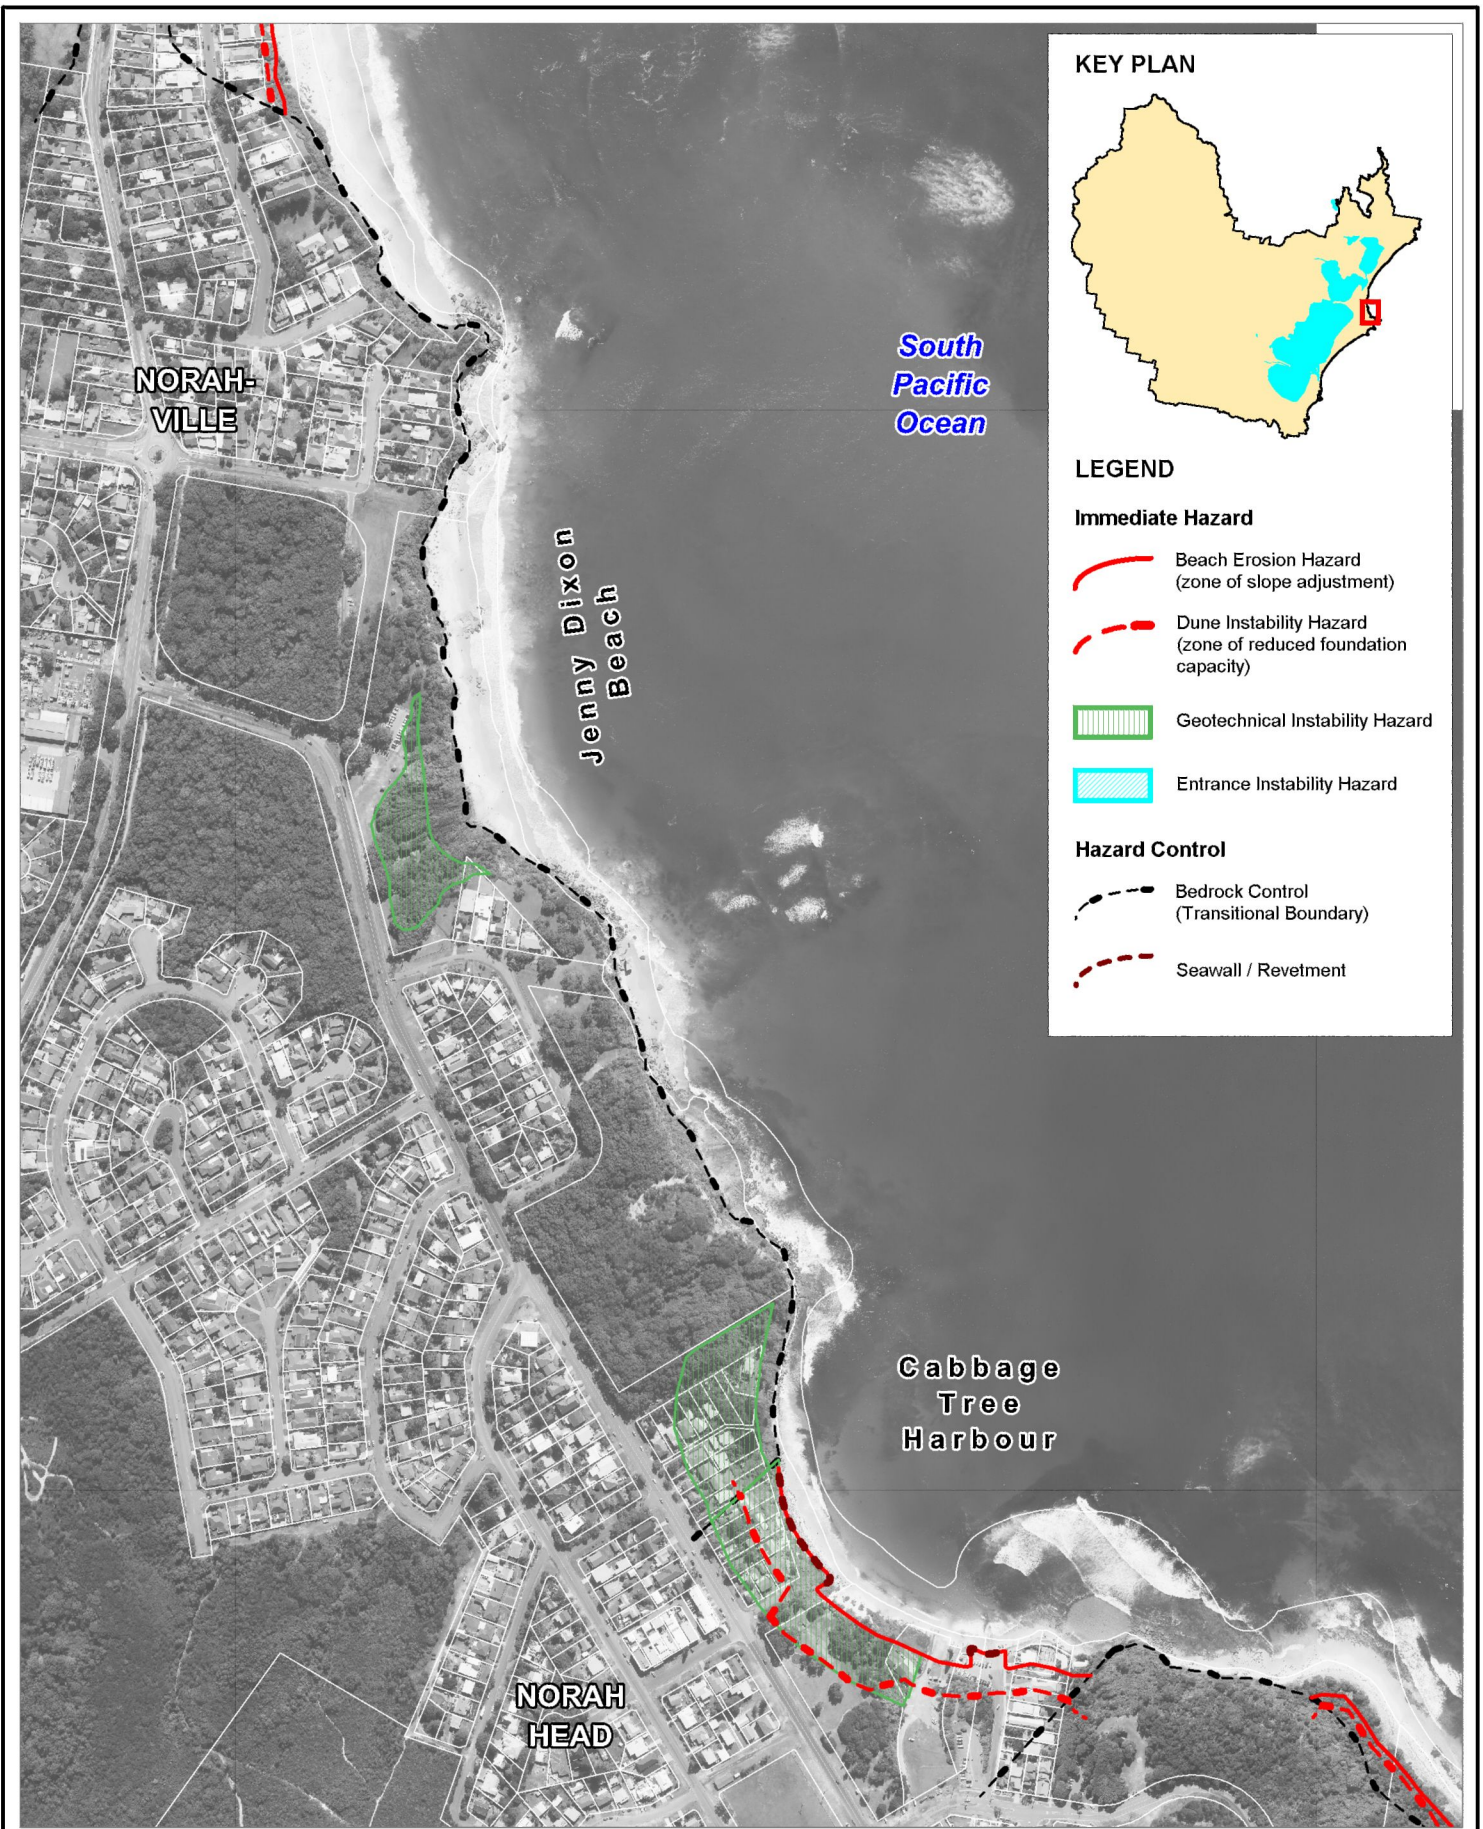 KEY PLAN
South
Pacific
Ocean
NORAH-
VILLE
LEGEND
Immediate Hazard
Beach Erosion Hazard
(zone of slope adjustment)
Dune Instability Hazard
(zone of reduced foundation
capacity)
Geotechnical Instability Hazard
Entrance Instability Hazard
Hazard Control
Bedrock Control
(Transitional Boundary)
Seawall / Revetment
Jenny Dixon
Beach
Cabbage
Tree
Harbour
NORAH
HEAD